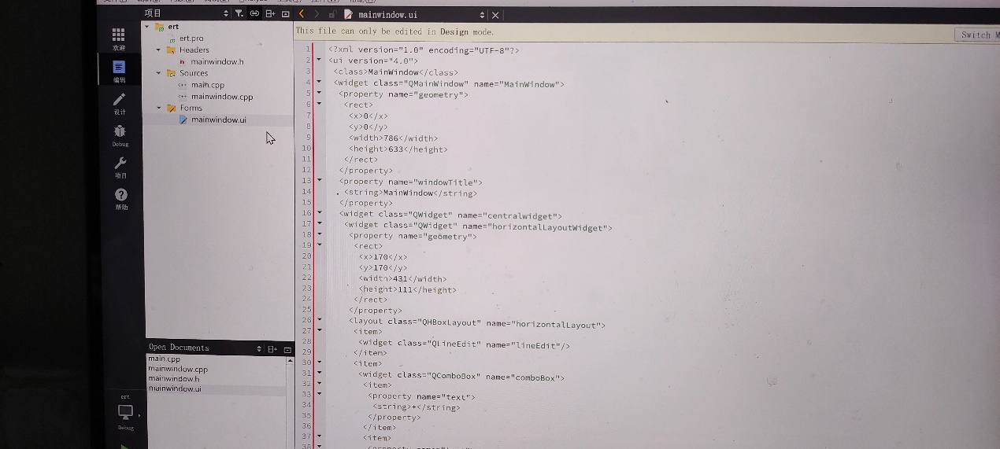 项目
mainwindow.ui
This file can only be edited in Design mode.
Switch M
欢迎
编辑
设计
Debug
项目
帮助
ert
ert.pro
Headers
mainwindow.h
Sources
main.cpp
mainwindow.cpp
Forms
mainwindow.ui
Open Documents
main.cpp
mainwindow.cpp
mainwindow.h
mainwindow.ui
ert
Debug
1 <?xml version="1.0" encoding="UTF-8"?>
2 <ui version="4.0">
3 <class>MainWindow</class>
4 <widget class="QMainWindow" name="MainWindow">
5 <property name="geometry">
6 <rect>
7 <x>0</x>
8 <y>0</y>
9 <width>786</width>
10 <height>633</height>
11 </rect>
12 </property>
13 <property name="windowTitle">
14 <string>MainWindow</string>
15 </property>
16 <widget class="QWidget" name="centralwidget">
17 <widget class="QWidget" name="horizontalLayoutWidget">
18 <property name="geometry">
19 <rect>
20 <x>170</x>
21 <y>170</y>
22 <width>431</width>
23 <height>111</height>
24 </rect>
25 </property>
26 <layout class="QHBoxLayout" name="horizontalLayout">
27 <item>
28 <widget class="QLineEdit" name="lineEdit"/>
29 </item>
30 <item>
31 <widget class="QComboBox" name="comboBox">
32 <item>
33 <property name="text">
34 <string>+</string>
35 </property>
36 </item>
37 <item>
38